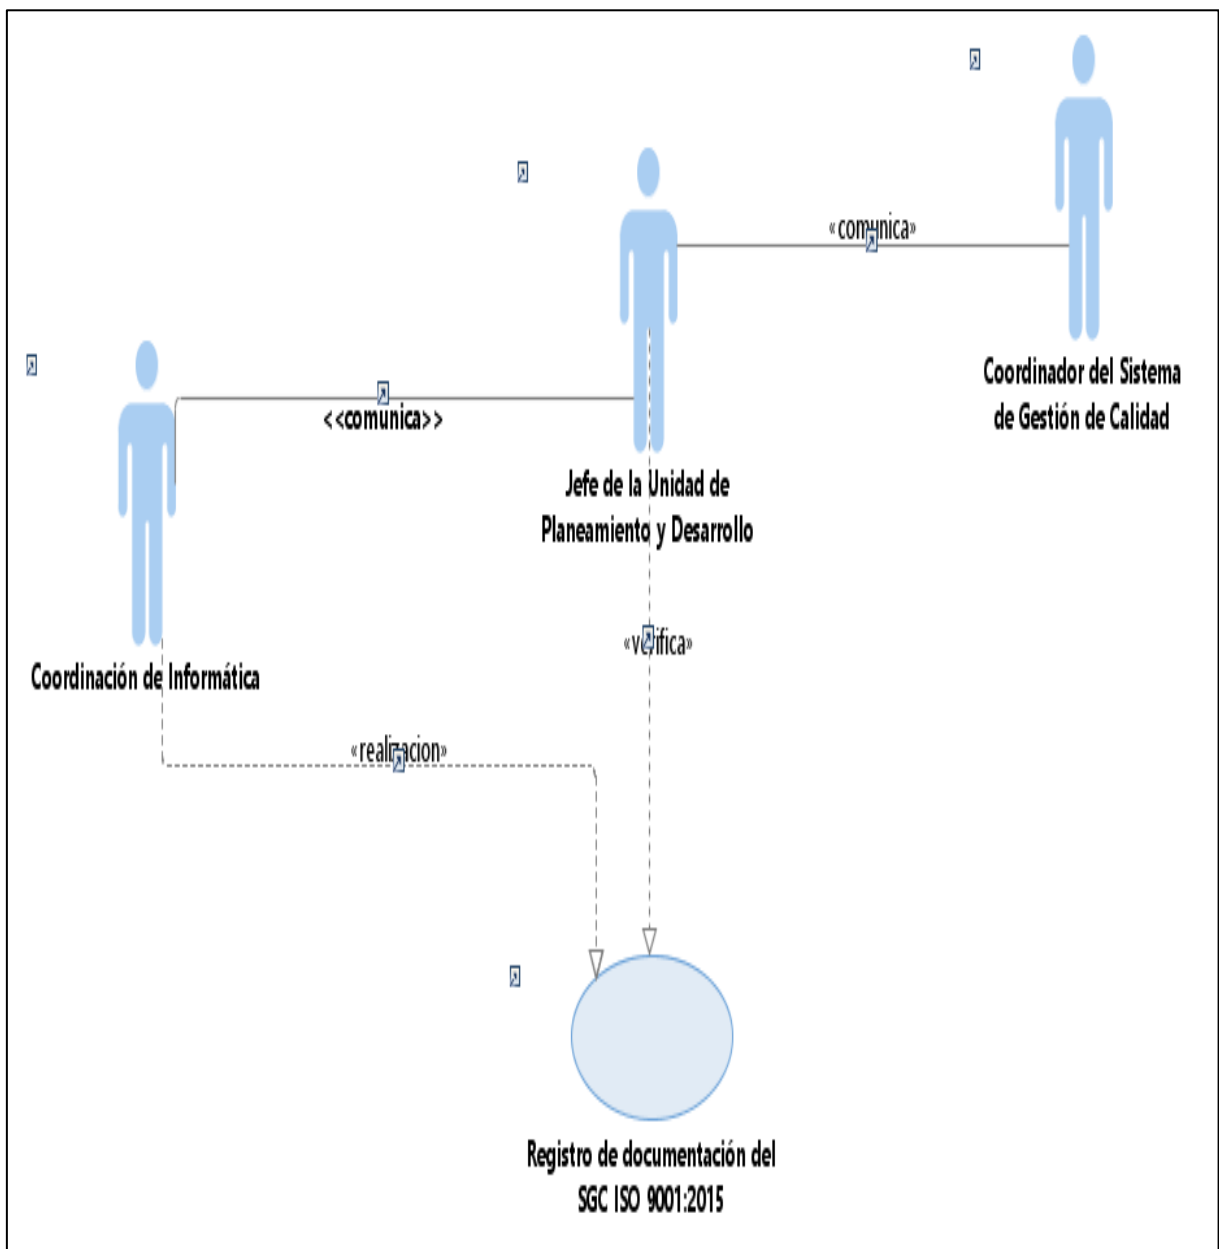 «comunica»
Coordinador del Sistema
de Gestión de Calidad
<<comunica>>
Jefe de la Unidad de
Planeamiento y Desarrollo
«verifica»
Coordinación de Informática
«realizacion»
Registro de documentación del
SGC ISO 9001:2015